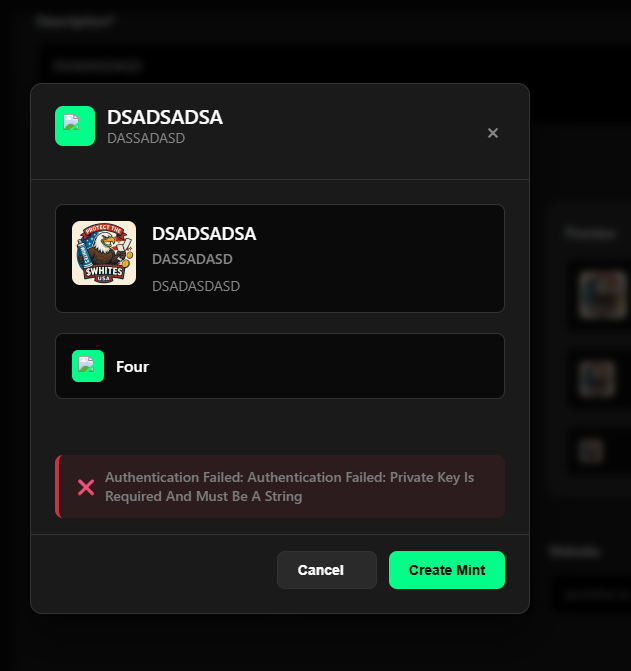 Description*
DSADSADSA
DASSADASD
×
PROTECT THE
$WHITES
USA
DSADSADSA
DASSADASD
DSADASDASD
Four
Authentication Failed: Authentication Failed: Private Key Is
Required And Must Be A String
Cancel
Create Mint
Preview
Website